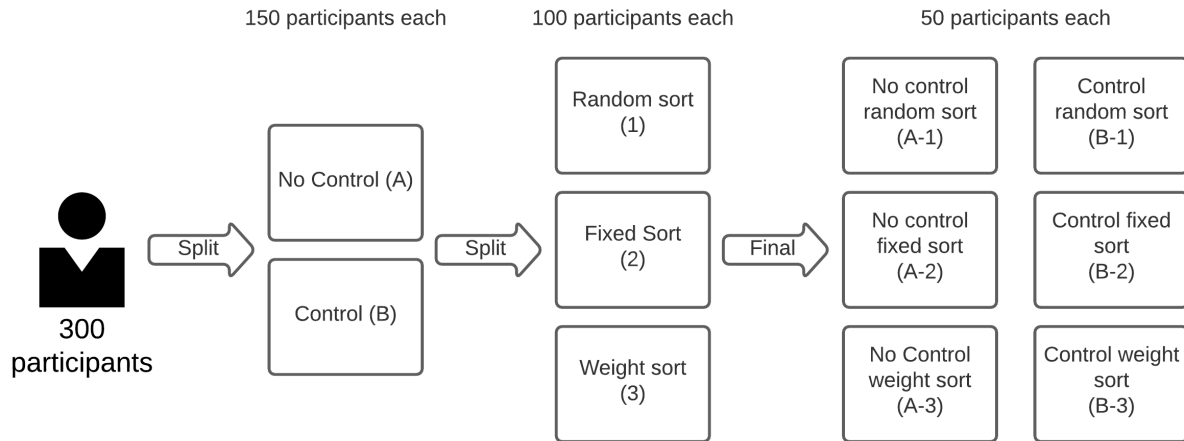 150 participants each
100 participants each
50 participants each
300
participants
Split
No Control (A)
Control (B)
Split
Random sort
(1)
Fixed Sort
(2)
Weight sort
(3)
Final
No control
random sort
(A-1)
Control
random sort
(B-1)
No control
fixed sort
(A-2)
Control fixed
sort
(B-2)
No Control
weight sort
(A-3)
Control weight
sort
(B-3)